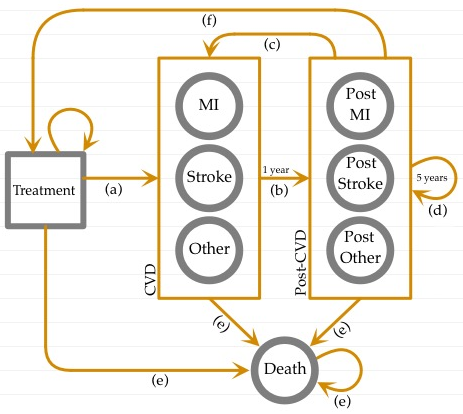 (f)
(c)
MI
Post
MI
Treatment
(a)
Stroke
1 year
(b)
Post
Stroke
5 years
(d)
Other
Post
Other
CVD
Post-CVD
(e)
(e)
(e)
Death
(e)